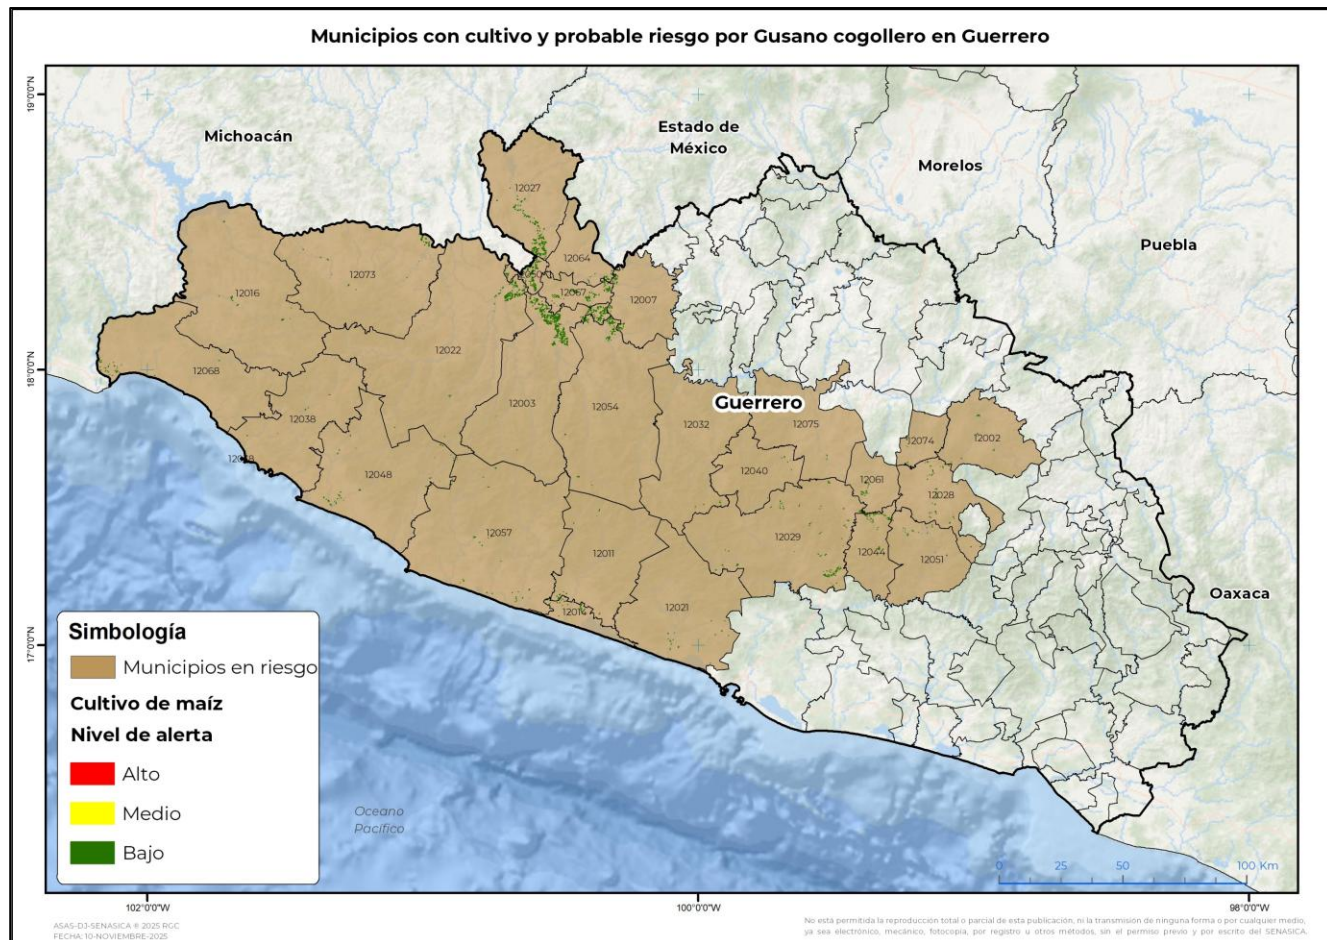 Municipios con cultivo y probable riesgo por Gusano cogollero en Guerrero
19°0'0"N
18°0'0"N
17°0'0"N
Michoacán
Estado de
México
Morelos
Puebla
Oaxaca
Guerrero
12027
12064
12073
12016
12067
12007
12022
12068
12003
12054
12032
12075
12074
12002
12038
12048
12040
12061
12028
12057
12011
12029
12044
12051
12021
Simbología
Municipios en riesgo
Cultivo de maíz
Nivel de alerta
Alto
Medio
Bajo
Oceano
Pacífico
0 25 50 100 Km
102°0'0"W 100°0'0"W 98°0'0"W
ASAS-DJ-SENASICA ® 2025 RGC
FECHA: 10-NOVIEMBRE-2025
No está permitida la reproducción total o parcial de esta publicación, ni la transmisión de ninguna forma o por cualquier medio,
ya sea electrónico, mecánico, fotocopia, por registro u otros métodos, sin el permiso previo y por escrito del SENASICA.